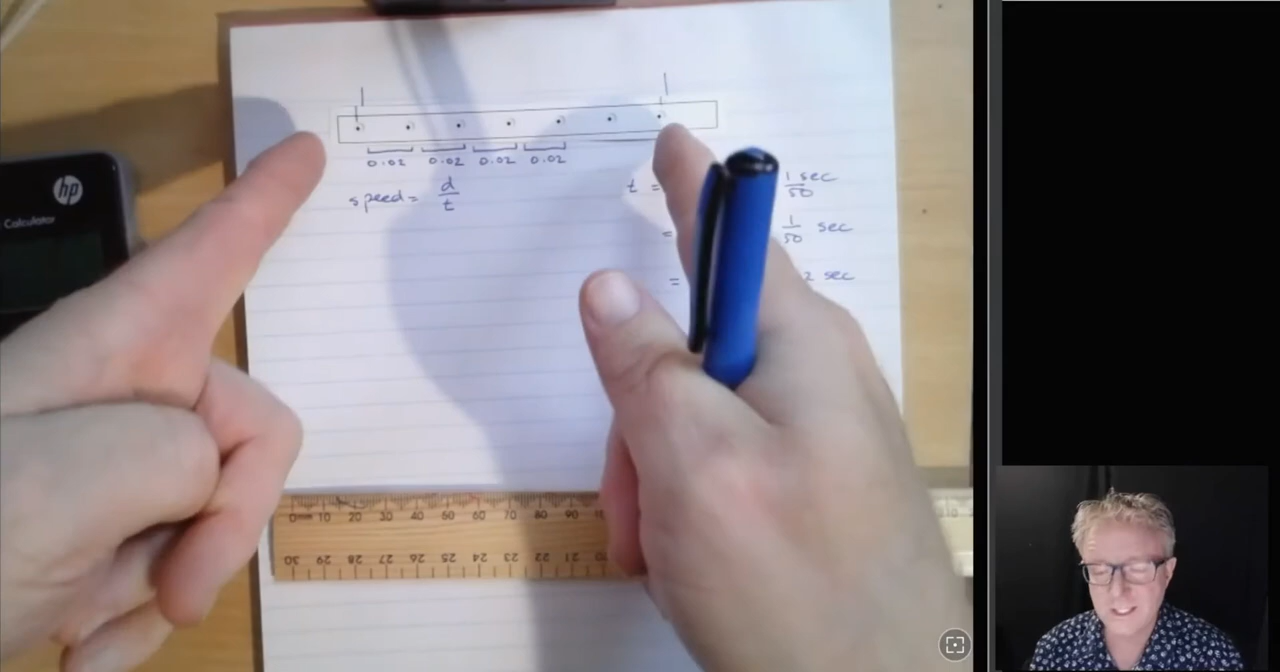 0.02 0.02 0.02 0.02
speed = d/t
t = 1/50 sec
= 1/50 sec
= 2 sec
hp
Calculator
0mm 10 20 30 40 50 60 70 80 90
30 29 28 27 26 25 24 23 22 21